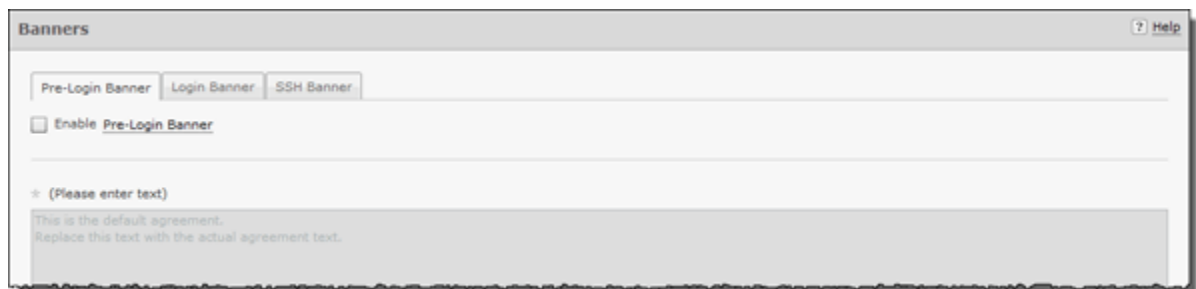 Banners
? Help
Pre-Login Banner Login Banner SSH Banner
Enable Pre-Login Banner
* (Please enter text)
This is the default agreement.
Replace this text with the actual agreement text.